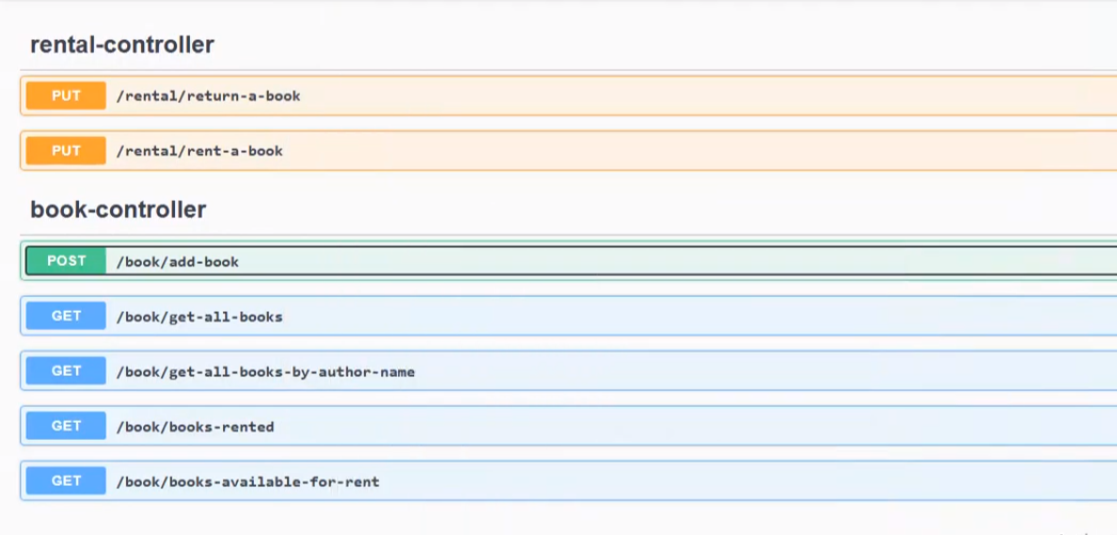 rental-controller
PUT /rental/return-a-book
PUT /rental/rent-a-book
book-controller
POST /book/add-book
GET /book/get-all-books
GET /book/get-all-books-by-author-name
GET /book/books-rented
GET /book/books-available-for-rent